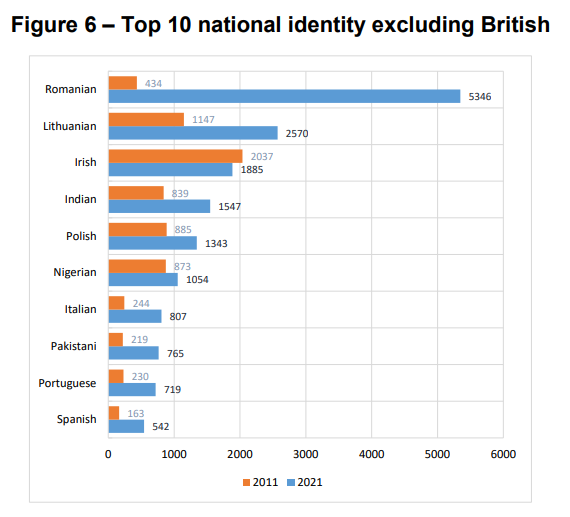 Figure 6 – Top 10 national identity excluding British
Romanian
434
5346
Lithuanian
1147
2570
Irish
2037
1885
Indian
839
1547
Polish
885
1343
Nigerian
873
1054
Italian
244
807
Pakistani
219
765
Portuguese
230
719
Spanish
163
542
0 1000 2000 3000 4000 5000 6000
2011 2021